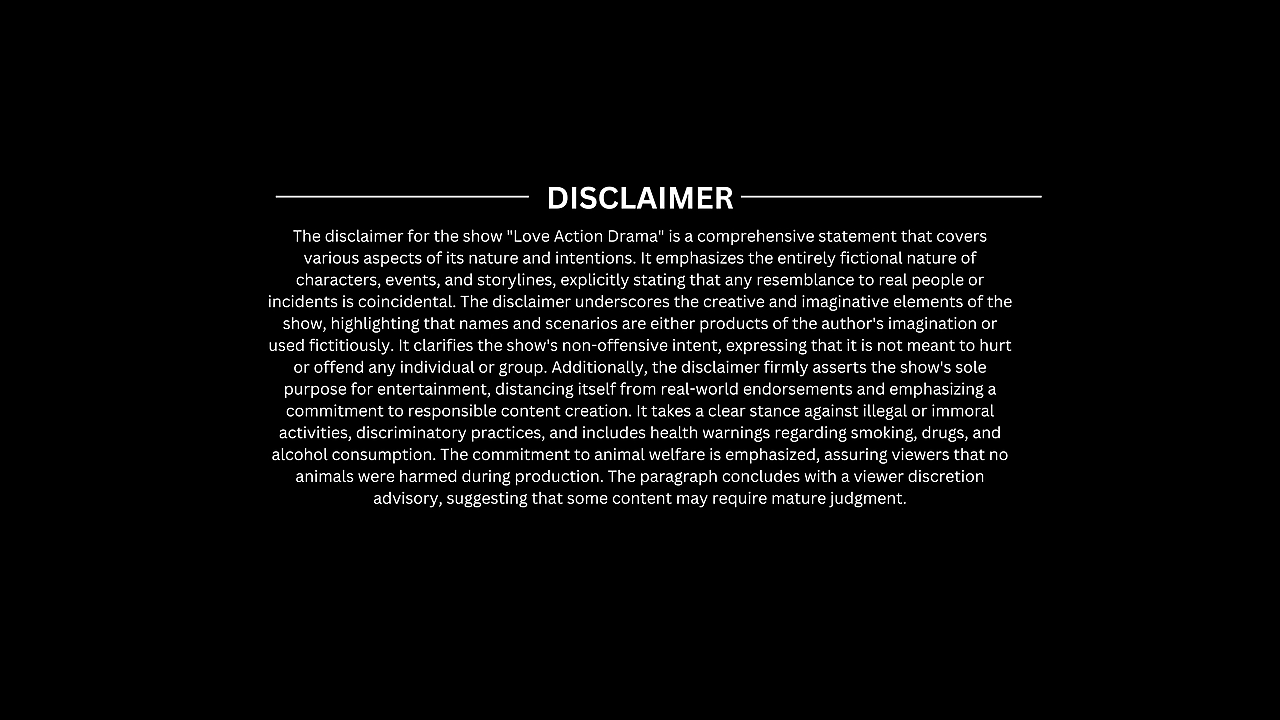 DISCLAIMER
The disclaimer for the show "Love Action Drama" is a comprehensive statement that covers
various aspects of its nature and intentions. It emphasizes the entirely fictional nature of
characters, events, and storylines, explicitly stating that any resemblance to real people or
incidents is coincidental. The disclaimer underscores the creative and imaginative elements of the
show, highlighting that names and scenarios are either products of the author's imagination or
used fictitiously. It clarifies the show's non-offensive intent, expressing that it is not meant to hurt
or offend any individual or group. Additionally, the disclaimer firmly asserts the show's sole
purpose for entertainment, distancing itself from real-world endorsements and emphasizing a
commitment to responsible content creation. It takes a clear stance against illegal or immoral
activities, discriminatory practices, and includes health warnings regarding smoking, drugs, and
alcohol consumption. The commitment to animal welfare is emphasized, assuring viewers that no
animals were harmed during production. The paragraph concludes with a viewer discretion
advisory, suggesting that some content may require mature judgment.